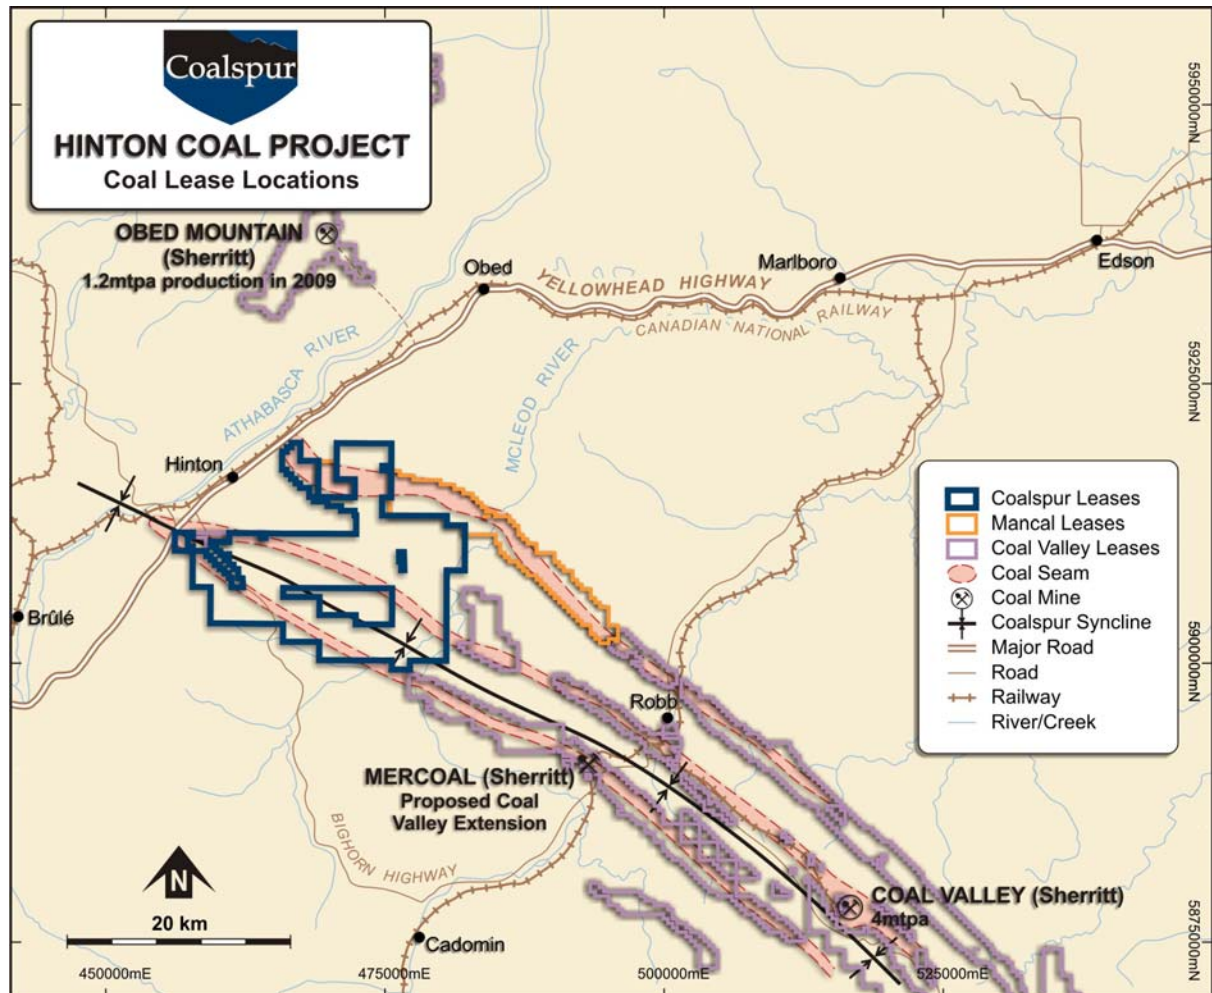 Coalspur
HINTON COAL PROJECT
Coal Lease Locations
OBED MOUNTAIN
(Sherritt)
1.2mtpa production in 2009
Obed
YELLOWHEAD HIGHWAY
Marlboro
Edson
CANADIAN NATIONAL RAILWAY
ATHABASCA RIVER
MCLEOD RIVER
Hinton
Brûlé
Robb
MERCOAL (Sherritt)
Proposed Coal
Valley Extension
BIGHORN HIGHWAY
COAL VALLEY (Sherritt)
4mtpa
Cadomin
Coalspur Leases
Mancal Leases
Coal Valley Leases
Coal Seam
Coal Mine
Coalspur Syncline
Major Road
Road
Railway
River/Creek
N
20 km
450000mE
475000mE
500000mE
525000mE
5950000mN
5925000mN
5900000mN
5875000mN